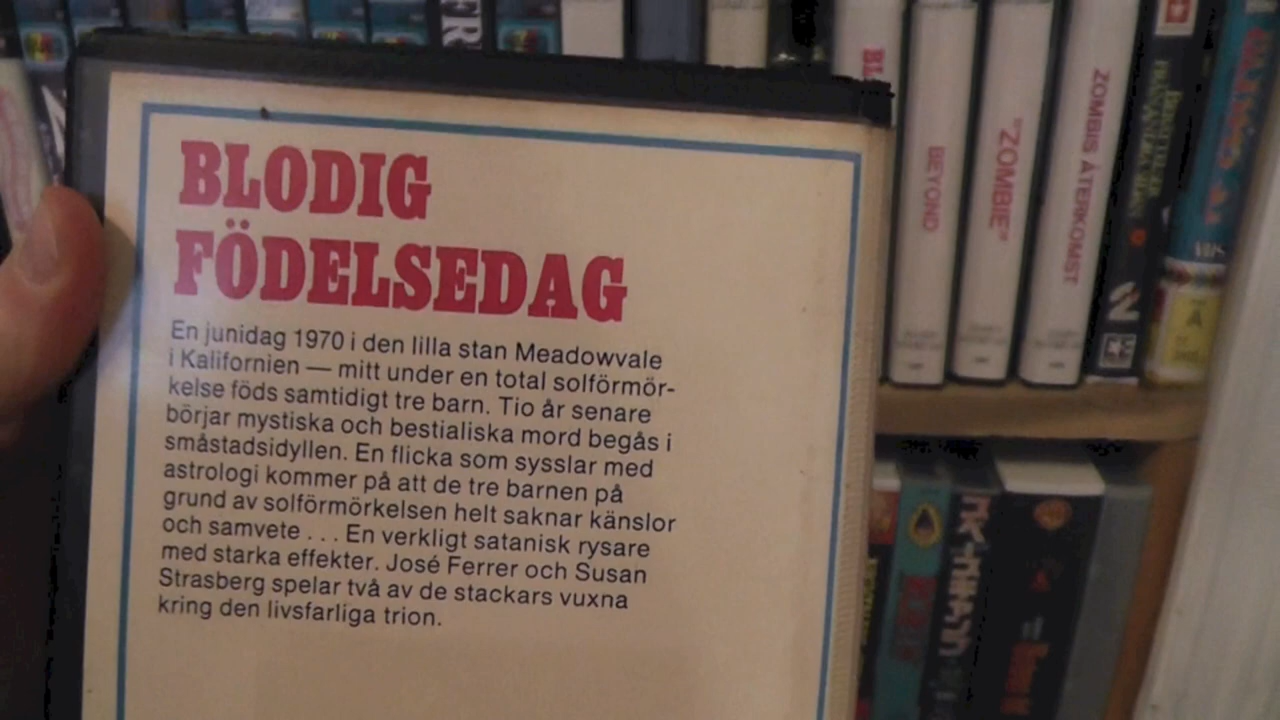 BLODIG
FÖDELSEDAG
En junidag 1970 i den lilla stan Meadowvale
i Kalifornien — mitt under en total solförmör-
kelse föds samtidigt tre barn. Tio år senare
börjar mystiska och bestialiska mord begås i
småstadsidyllen. En flicka som sysslar med
astrologi kommer på att de tre barnen på
grund av solförmörkelsen helt saknar känslor
och samvete . . . En verkligt satanisk rysare
med starka effekter. José Ferrer och Susan
Strasberg spelar två av de stackars vuxna
kring den livsfarliga trion.
BEYOND
"ZOMBIE"
ZOMBIS ÅTERKOMST
2
VHS
A